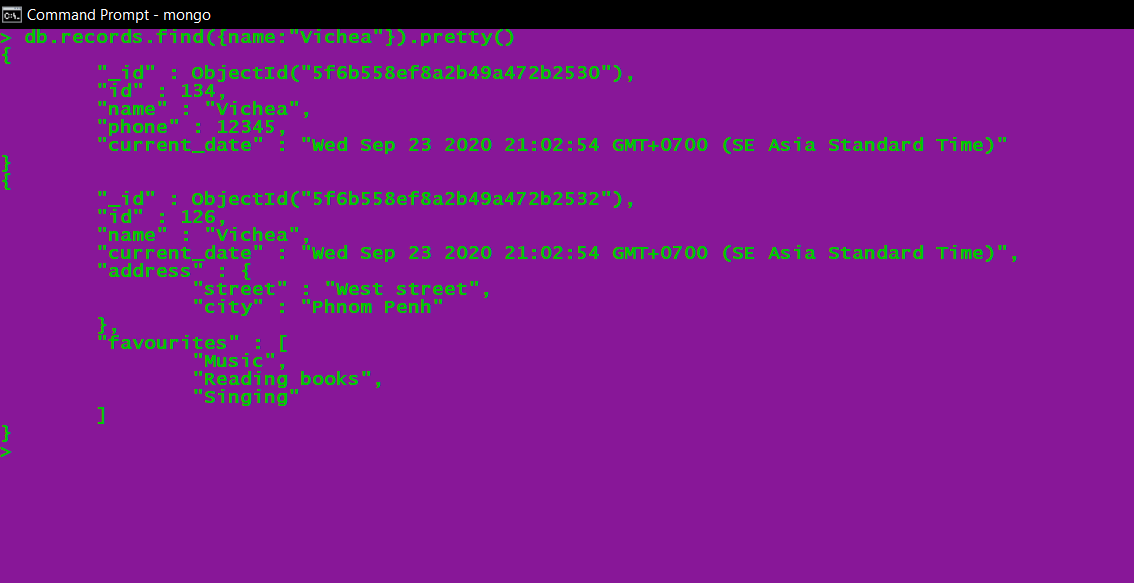 Command Prompt - mongo
> db.records.find({name:"Vichea"}).pretty()
{
        "_id" : ObjectId("5f6b558ef8a2b49a472b2530"),
        "id" : 134,
        "name" : "Vichea",
        "phone" : 12345,
        "current_date" : "Wed Sep 23 2020 21:02:54 GMT+0700 (SE Asia Standard Time)"
}
{
        "_id" : ObjectId("5f6b558ef8a2b49a472b2532"),
        "id" : 126,
        "name" : "Vichea",
        "current_date" : "Wed Sep 23 2020 21:02:54 GMT+0700 (SE Asia Standard Time)",
        "address" : {
                "street" : "West street",
                "city" : "Phnom Penh"
        },
        "favourites" : [
                "Music",
                "Reading books",
                "Singing"
        ]
}
>